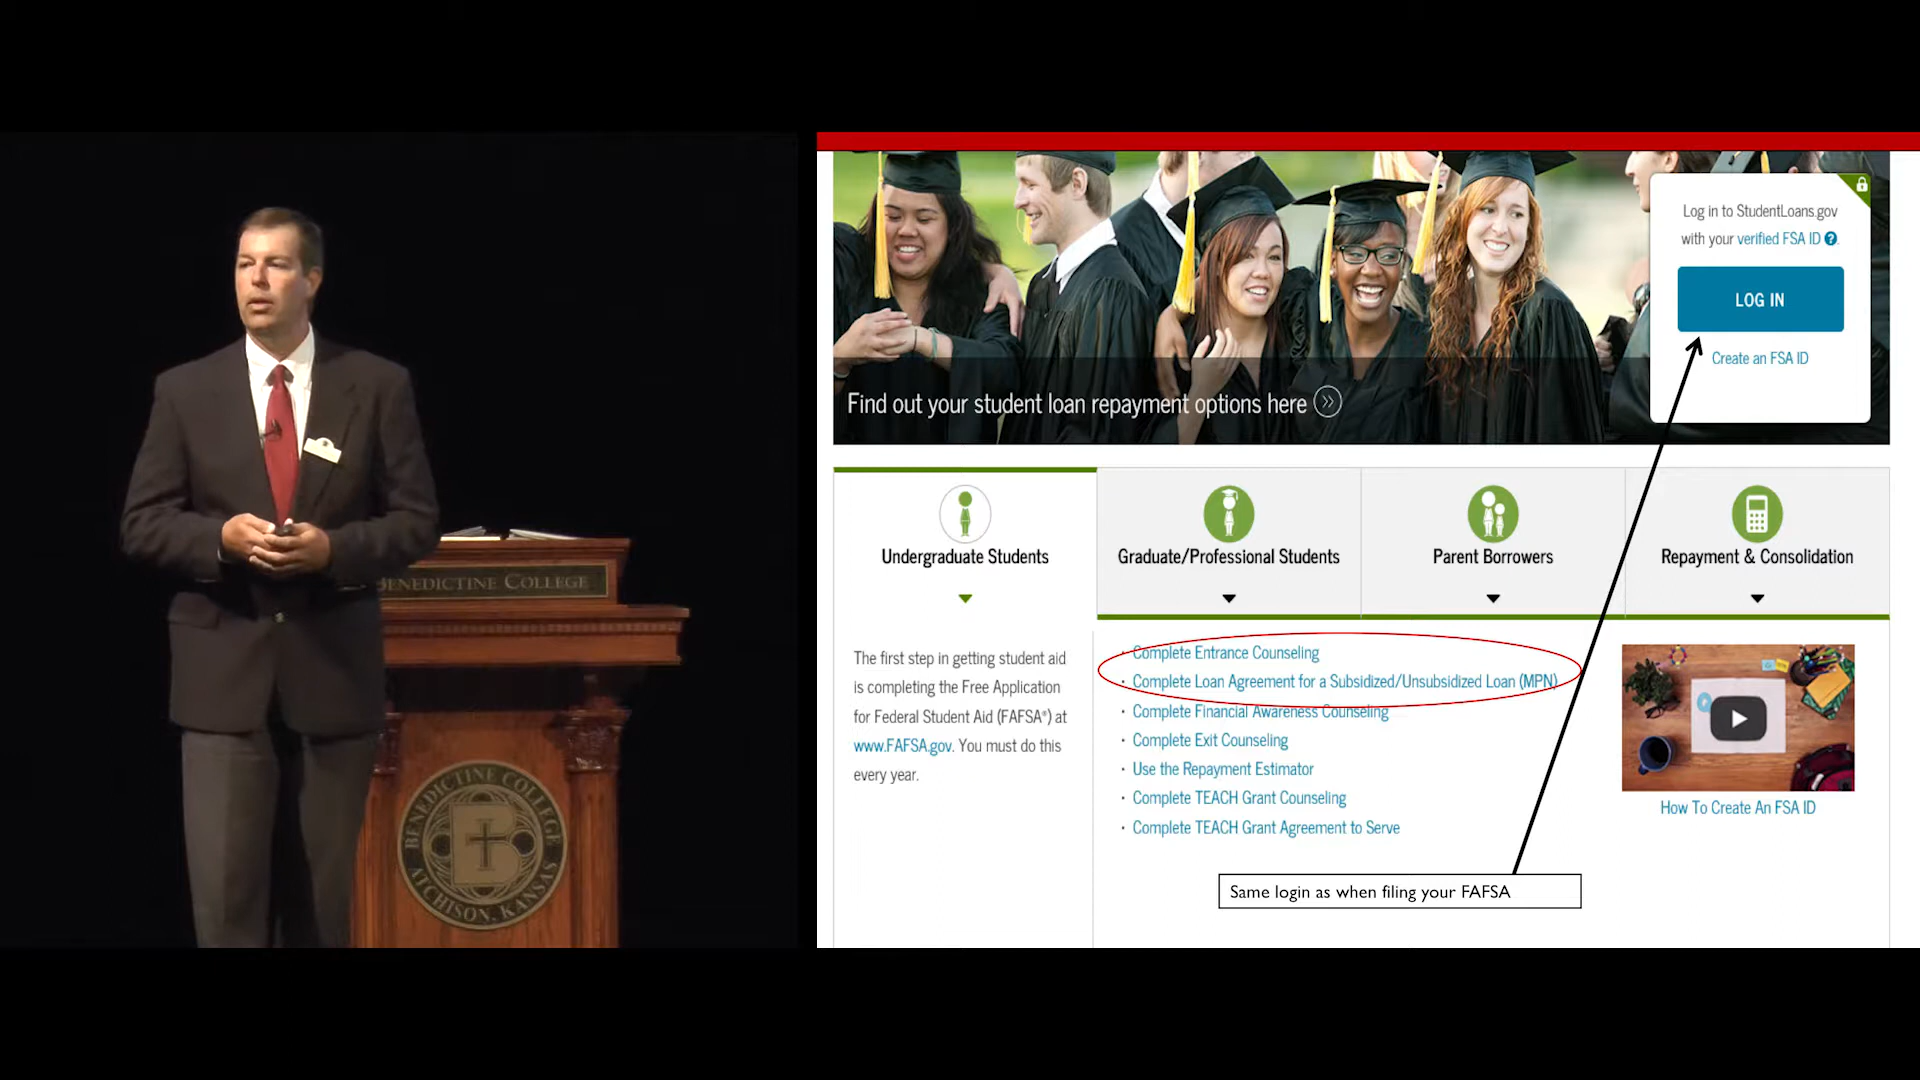 BENEDICTINE COLLEGE
BENEDICTINE COLLEGE
ATCHISON, KANSAS
B
Log in to StudentLoans.gov
with your verified FSA ID ?
LOG IN
Create an FSA ID
Find out your student loan repayment options here
Undergraduate Students
Graduate/Professional Students
Parent Borrowers
Repayment & Consolidation
The first step in getting student aid
is completing the Free Application
for Federal Student Aid (FAFSA®) at
www.FAFSA.gov. You must do this
every year.
· Complete Entrance Counseling
· Complete Loan Agreement for a Subsidized/Unsubsidized Loan (MPN)
· Complete Financial Awareness Counseling
· Complete Exit Counseling
· Use the Repayment Estimator
· Complete TEACH Grant Counseling
· Complete TEACH Grant Agreement to Serve
How To Create An FSA ID
Same login as when filing your FAFSA